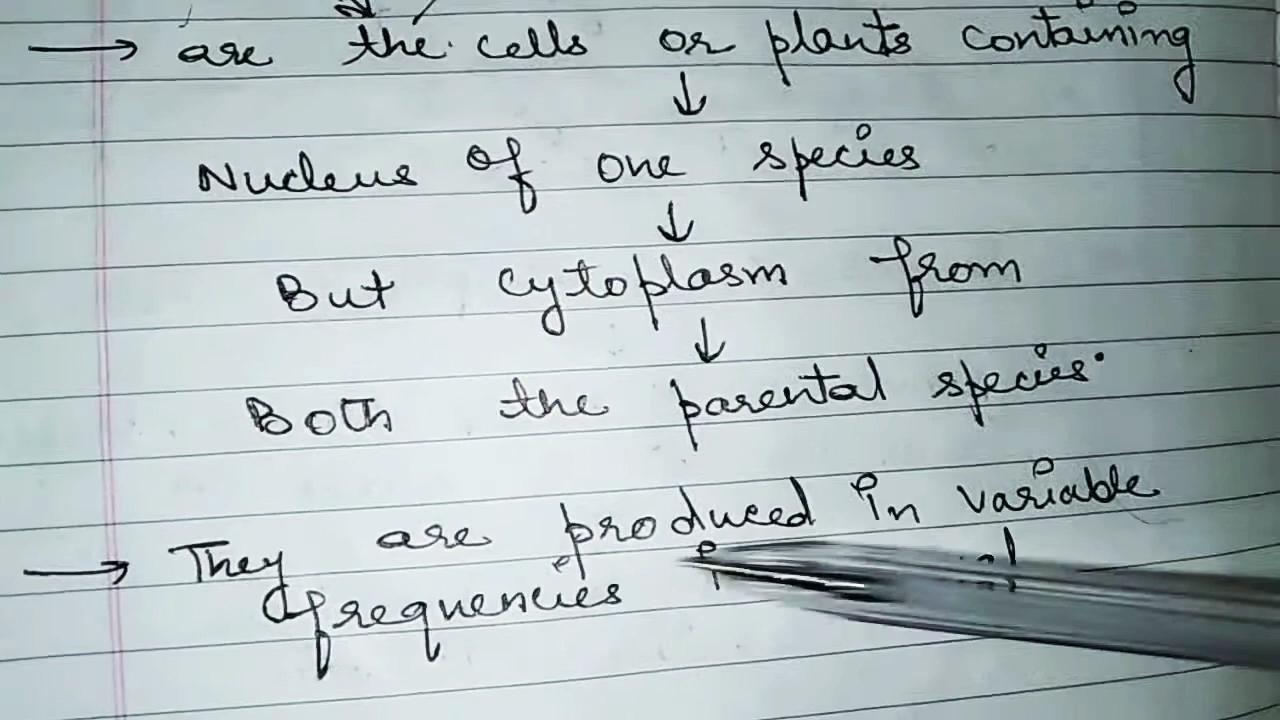 → are the cells or plants containing
↓
Nucleus of one species
↓
But cytoplasm from
↓
Both the parental species.
→ They are produced in variable
frequencies